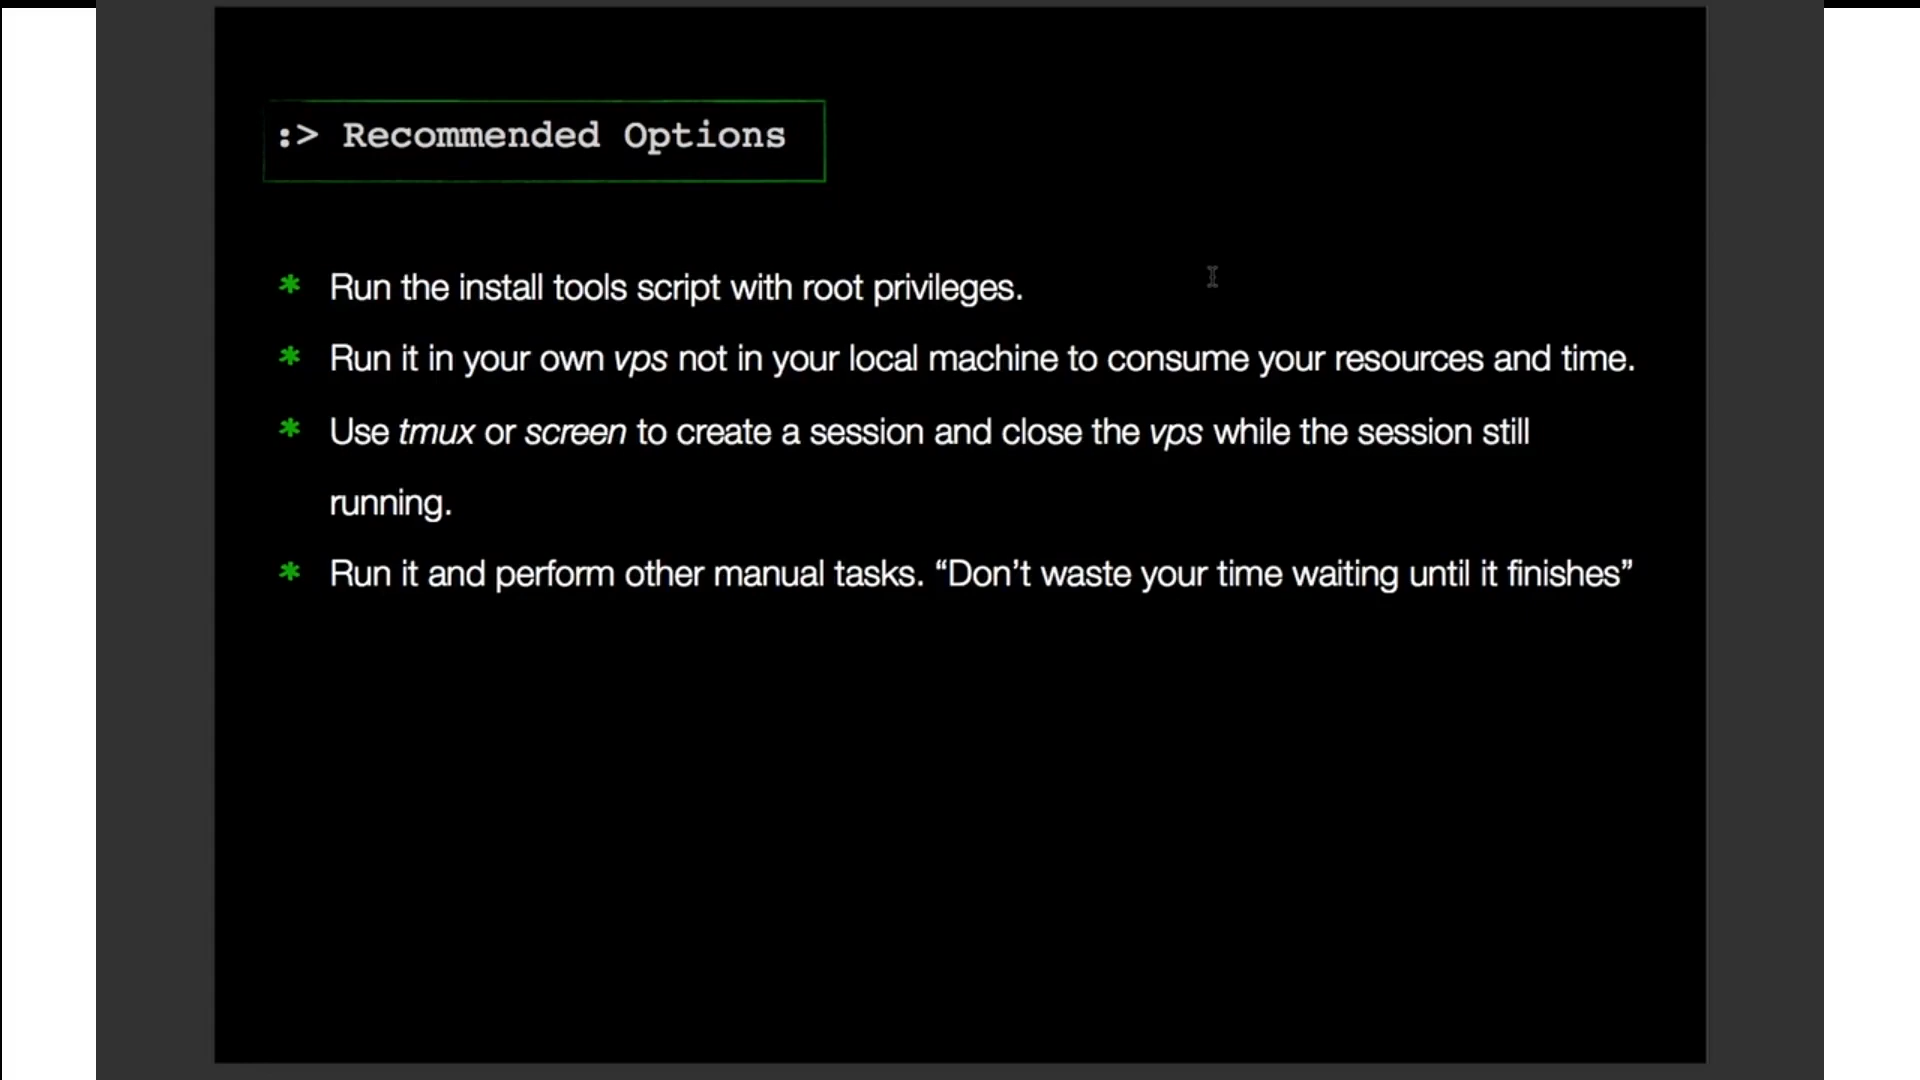 :> Recommended Options
* Run the install tools script with root privileges.
* Run it in your own vps not in your local machine to consume your resources and time.
* Use tmux or screen to create a session and close the vps while the session still
running.
* Run it and perform other manual tasks. “Don’t waste your time waiting until it finishes”